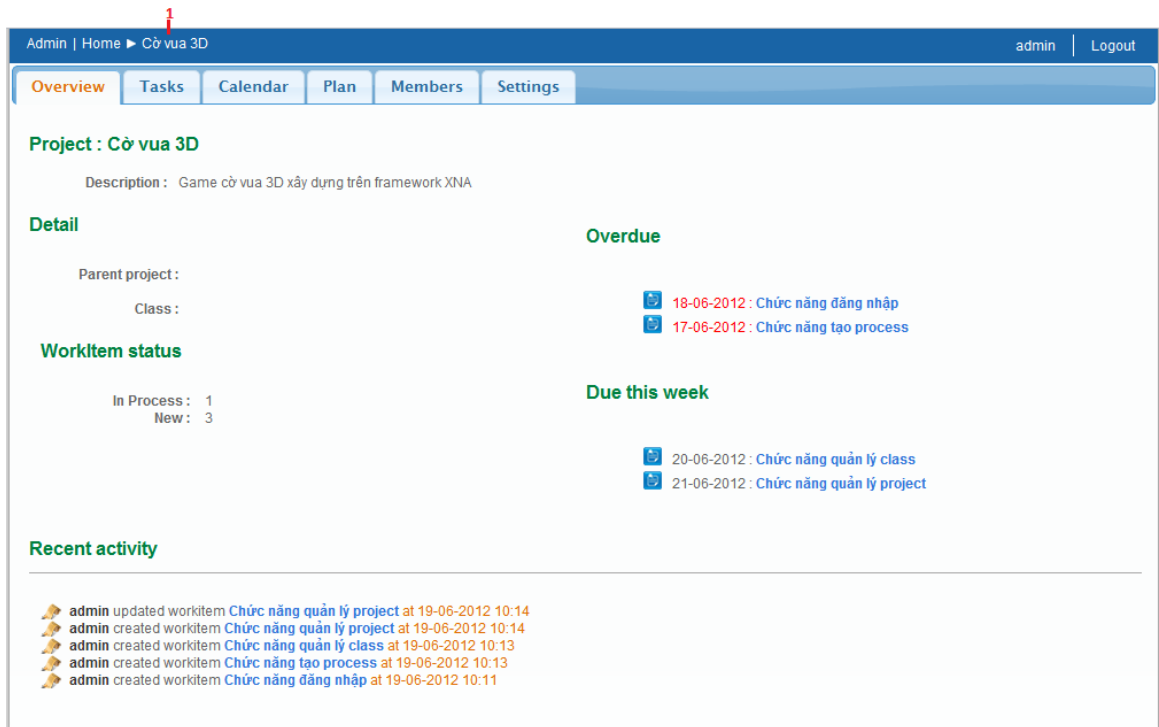 1
Admin | Home ► Cờ vua 3D
admin | Logout
Overview Tasks Calendar Plan Members Settings
Project : Cờ vua 3D
Description : Game cờ vua 3D xây dựng trên framework XNA
Detail
Parent project :
Class :
WorkItem status
In Process : 1
New : 3
Overdue
18-06-2012 : Chức năng đăng nhập
17-06-2012 : Chức năng tạo process
Due this week
20-06-2012 : Chức năng quản lý class
21-06-2012 : Chức năng quản lý project
Recent activity
admin updated workitem Chức năng quản lý project at 19-06-2012 10:14
admin created workitem Chức năng quản lý project at 19-06-2012 10:14
admin created workitem Chức năng quản lý class at 19-06-2012 10:13
admin created workitem Chức năng tạo process at 19-06-2012 10:13
admin created workitem Chức năng đăng nhập at 19-06-2012 10:11